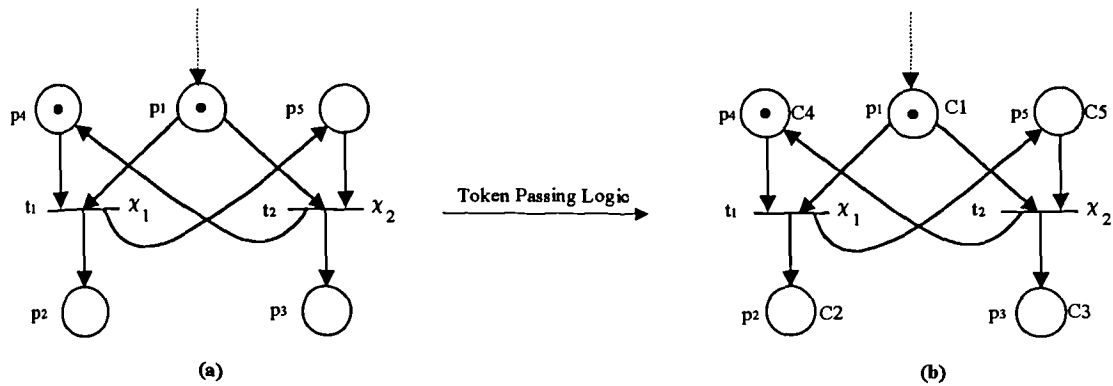 p4 p1 p5
t1 χ1 t2 χ2
p2 p3
(a)
Token Passing Logic
p4 C4 p1 C1 p5 C5
t1 χ1 t2 χ2
p2 C2 p3 C3
(b)